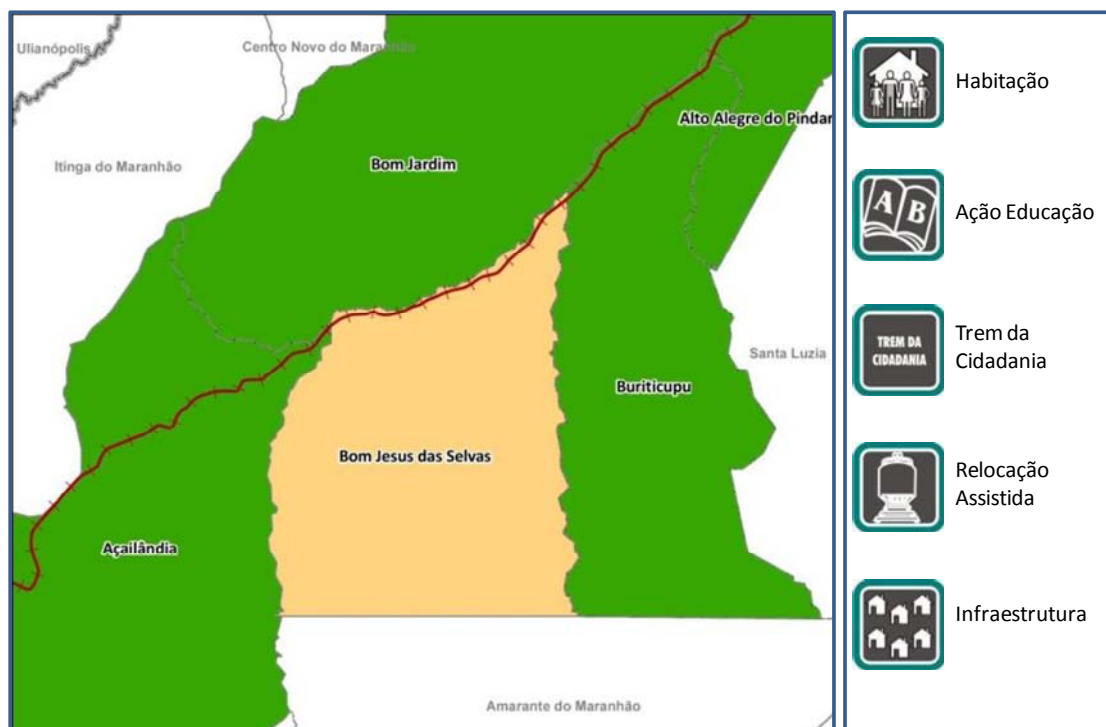 Ulianópolis
Centro Novo do Maranhão
Alto Alegre do Pindar
Itinga do Maranhão
Bom Jardim
Santa Luzia
Buriticupu
Bom Jesus das Selvas
Açailândia
Amarante do Maranhão
Habitação
A B
Ação Educação
TREM DA
CIDADANIA
Trem da
Cidadania
Relocação
Assistida
Infraestrutura